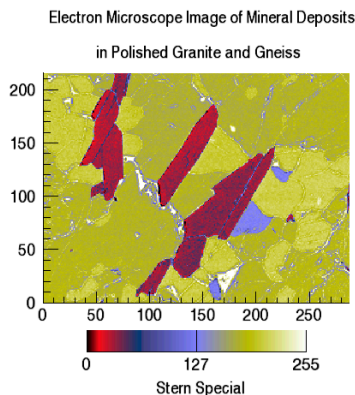 Electron Microscope Image of Mineral Deposits
in Polished Granite and Gneiss
200
150
100
50
0
0 50 100 150 200 250
0 127 255
Stern Special